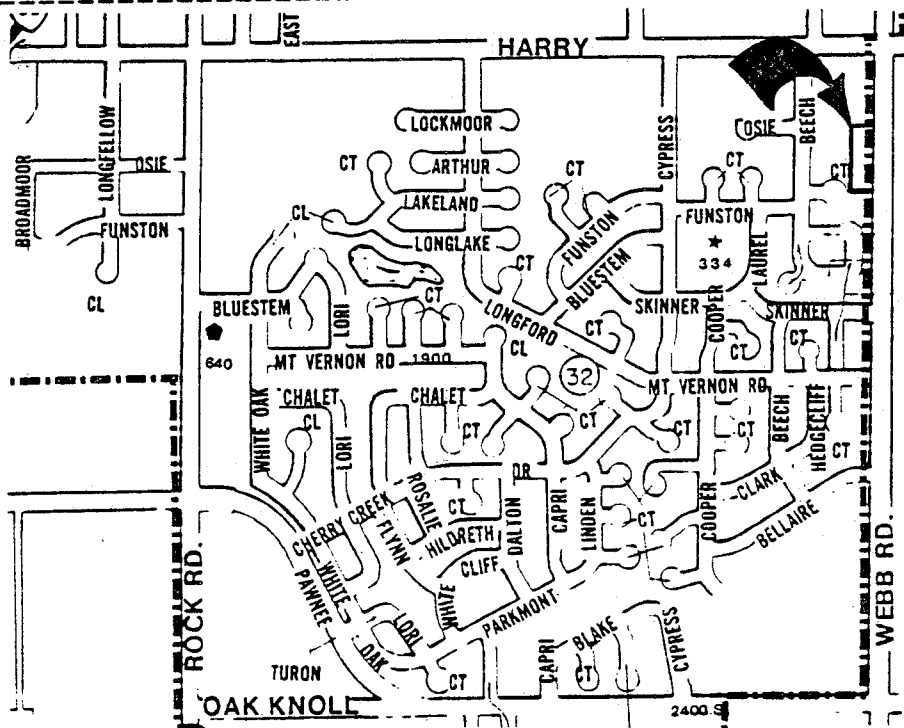 EAST
HARRY
LOCKMOOR
OSIE
BEECH
LONGFELLOW
CYPRESS
BROADMOOR
OSIE
CT
ARTHUR
CT
CT
CT
LAKELAND
CL
FUNSTON
FUNSTON
FUNSTON
LONGLAKE
334
LAUREL
CL
CT
CT
BLUESTEM
BLUESTEM
LORI
LONGFORD
SKINNER
COOPER
SKINNER
CT
640
MT VERNON RD
1900
CL
32
CT
CT
MT VERNON RD.
CHALET
CHALET
CT
WHITE OAK
CL
LORI
CT
CT
CT
BEECH
HEDGECLIFF
CT
DR
ROSALIE
CHERRY CREEK
FLYNN
CT
HILDRETH
DALTON
CAPRI
LINDEN
CT
COOPER
CLARK
BELLAIRE
ROCK RD.
PAWNEE
WHITE
CLIFF
WHITE
LORI
PARKMONT
WEBB RD.
OAK
TURON
CT
CAPRI
BLAKE
CT
CYPRESS
OAK KNOLL
2400 S